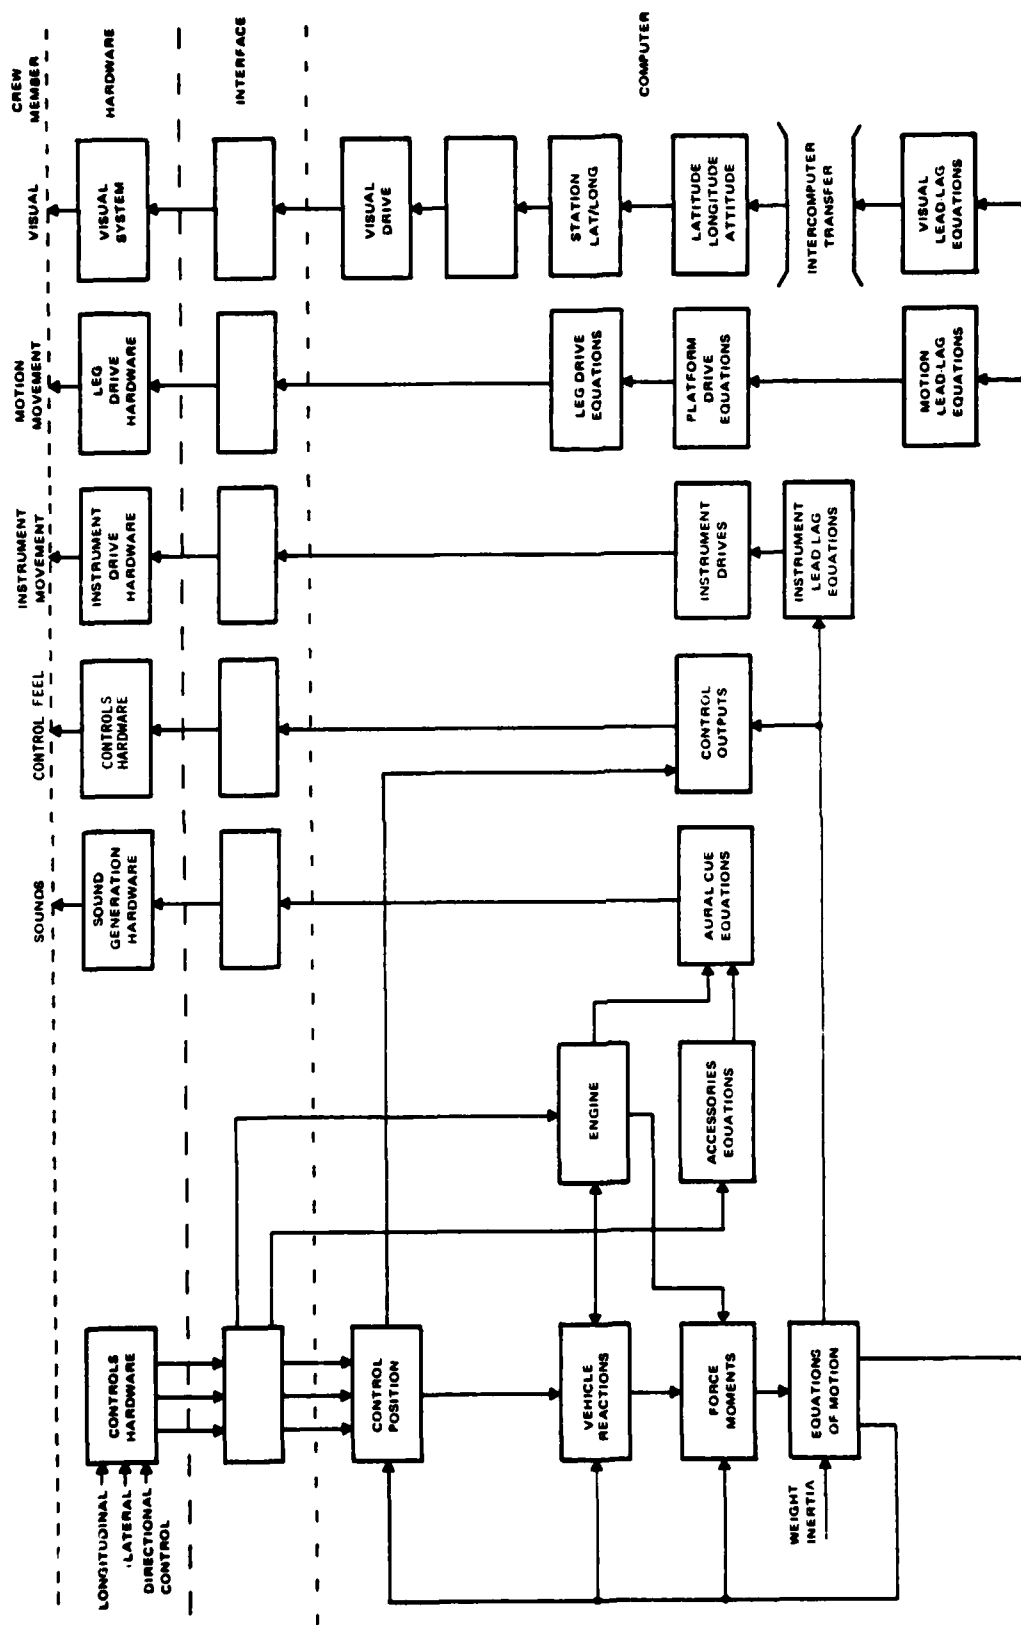 CREW
MEMBER
HARDWARE
INTERFACE
COMPUTER
VISUAL
VISUAL
SYSTEM
VISUAL
DRIVE
STATION
LAT/LONG
LATITUDE
LONGITUDE
ATTITUDE
INTERCOMPUTER
TRANSFER
VISUAL
LEAD-LAG
EQUATIONS
MOTION
MOVEMENT
LEG
DRIVE
HARDWARE
LEG DRIVE
EQUATIONS
PLATFORM
DRIVE
EQUATIONS
MOTION
LEAD-LAG
EQUATIONS
INSTRUMENT
MOVEMENT
INSTRUMENT
DRIVE
HARDWARE
INSTRUMENT
DRIVES
INSTRUMENT
LEAD LAG
EQUATIONS
CONTROL FEEL
CONTROLS
HARDWARE
CONTROL
OUTPUTS
SOUNDS
SOUND
GENERATION
HARDWARE
AURAL CUE
EQUATIONS
ENGINE
ACCESSORIES
EQUATIONS
LONGITUDINAL
LATERAL
DIRECTIONAL
CONTROL
CONTROLS
HARDWARE
CONTROL
POSITION
VEHICLE
REACTIONS
FORCE
MOMENTS
EQUATIONS
OF MOTION
WEIGHT
INERTIA